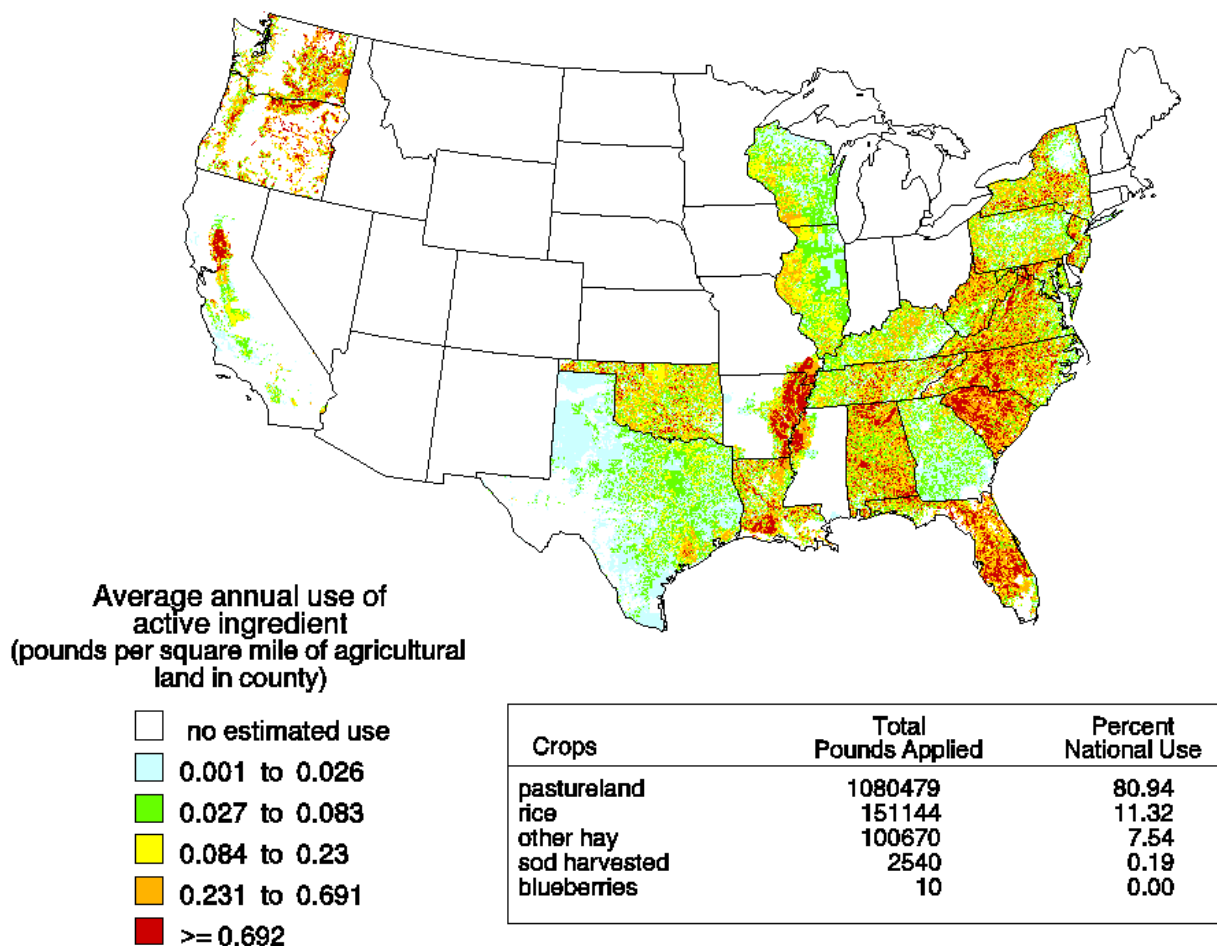 Average annual use of
active ingredient
(pounds per square mile of agricultural
land in county)
no estimated use
0.001 to 0.026
0.027 to 0.083
0.084 to 0.23
0.231 to 0.691
>= 0.692
Crops Total Pounds Applied Percent National Use
pastureland 1080479 80.94
rice 151144 11.32
other hay 100670 7.54
sod harvested 2540 0.19
blueberries 10 0.00